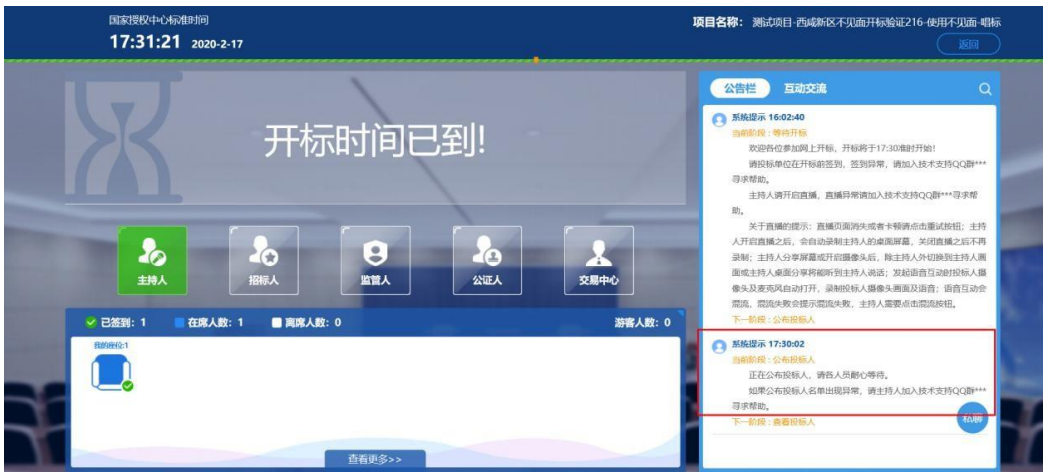 国家授权中心标准时间
17:31:21 2020-2-17
项目名称: 测试项目-西咸新区不见面开标验证216-使用不见面-唱标
返回
开标时间已到!
主持人
招标人
监管人
公证人
交易中心
已签到: 1 在席人数: 1 离席人数: 0 游客人数: 0
我的座位:1
查看更多>>
公告栏 互动交流
系统提示 16:02:40
当前阶段 : 等待开标
欢迎各位参加网上开标, 开标将于17:30准时开始!
请投标单位在开标前签到, 签到异常, 请加入技术支持QQ群***
寻求帮助。
主持人请开启直播, 直播异常请加入技术支持QQ群***寻求帮
助。
关于直播的提示: 直播页面消失或者卡顿请点击重试按钮; 主持
人开启直播之后, 会自动录制主持人的桌面屏幕, 关闭直播之后不再
录制; 主持人分享屏幕或开启摄像头后, 除主持人外切换到主持人画
面或主持人桌面分享将能听到主持人说话; 发起语音互动时投标人摄
像头及麦克风自动打开, 录制投标人摄像头画面及语音; 语音互动会
混流, 混流失败会提示混流失败, 主持人需要点击混流按钮。
下一阶段 : 公布投标人
系统提示 17:30:02
当前阶段 : 公布投标人
正在公布投标人, 请各人员耐心等待。
如果公布投标人名单出现异常, 请主持人加入技术支持QQ群***
寻求帮助。
下一阶段 : 查看投标人
私聊